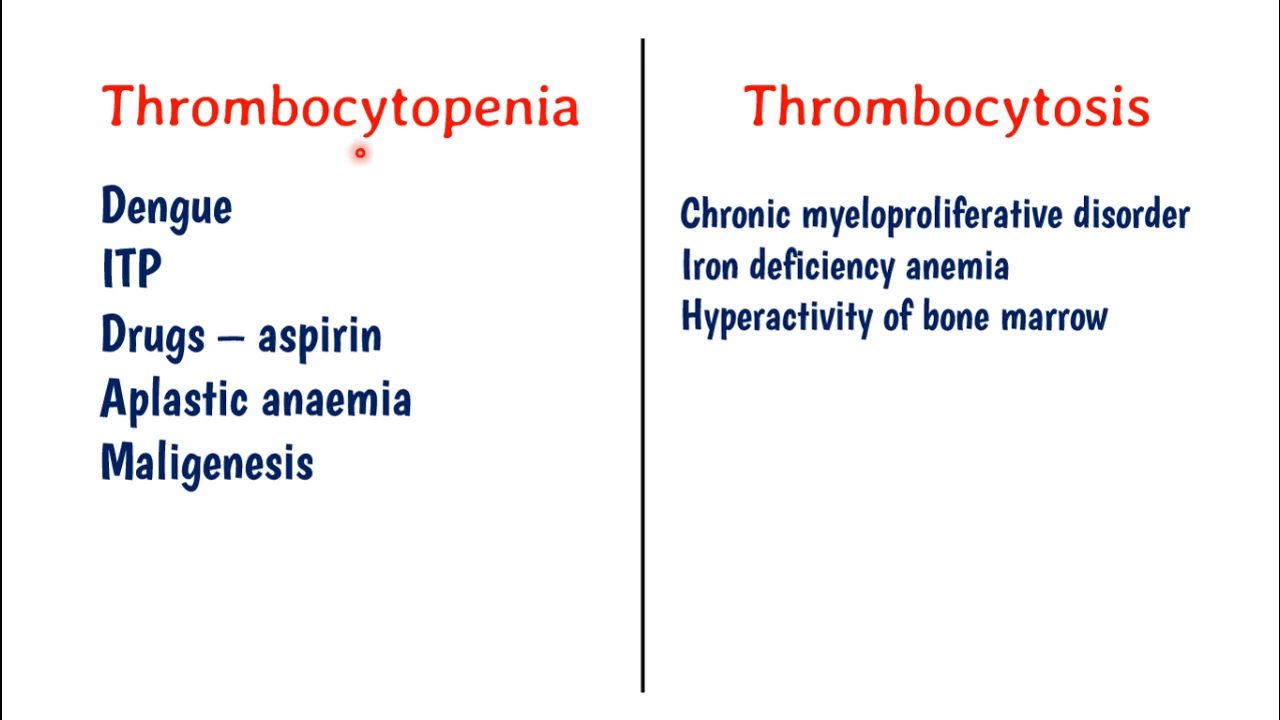 Thrombocytopenia
Dengue
ITP
Drugs – aspirin
Aplastic anaemia
Maligenesis
Thrombocytosis
Chronic myeloproliferative disorder
Iron deficiency anemia
Hyperactivity of bone marrow